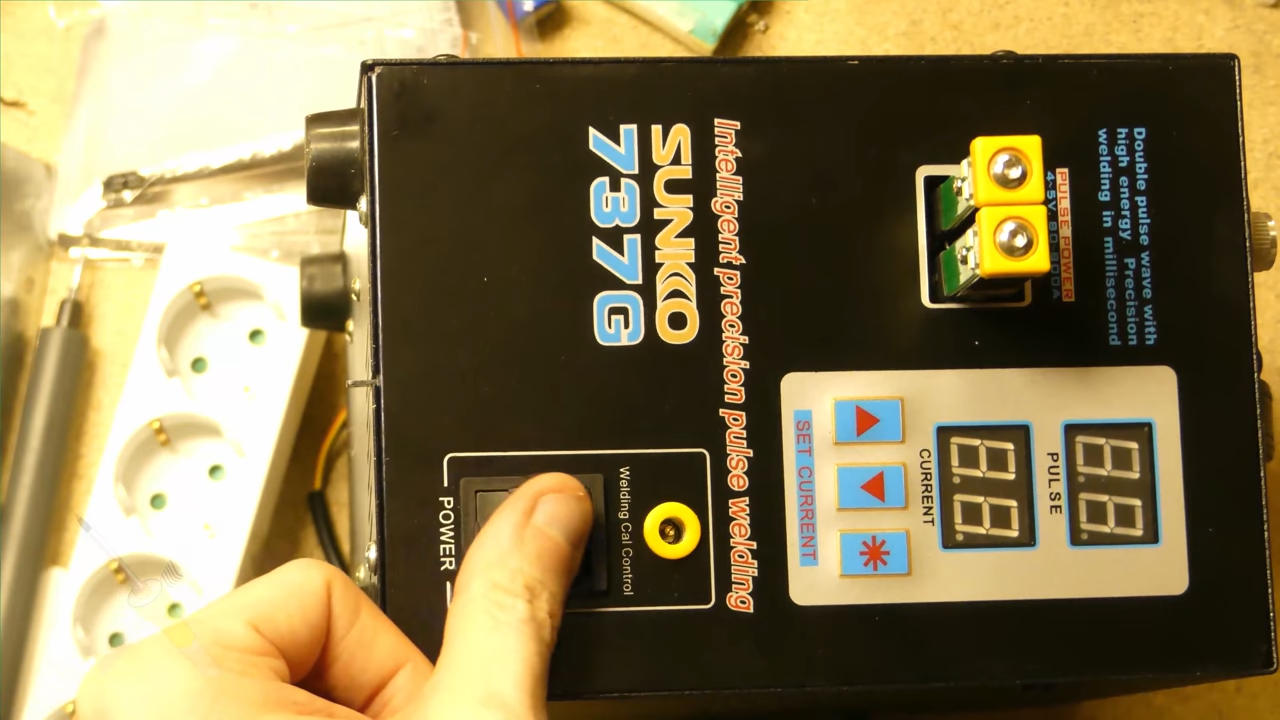 Double pulse wave with
high energy. Precision
welding in millisecond
PULSE POWER
4~5V 80-800A
PULSE
CURRENT
SET CURRENT
Intelligent precision pulse welding
SUNKKO
737G
Welding Cal Control
POWER